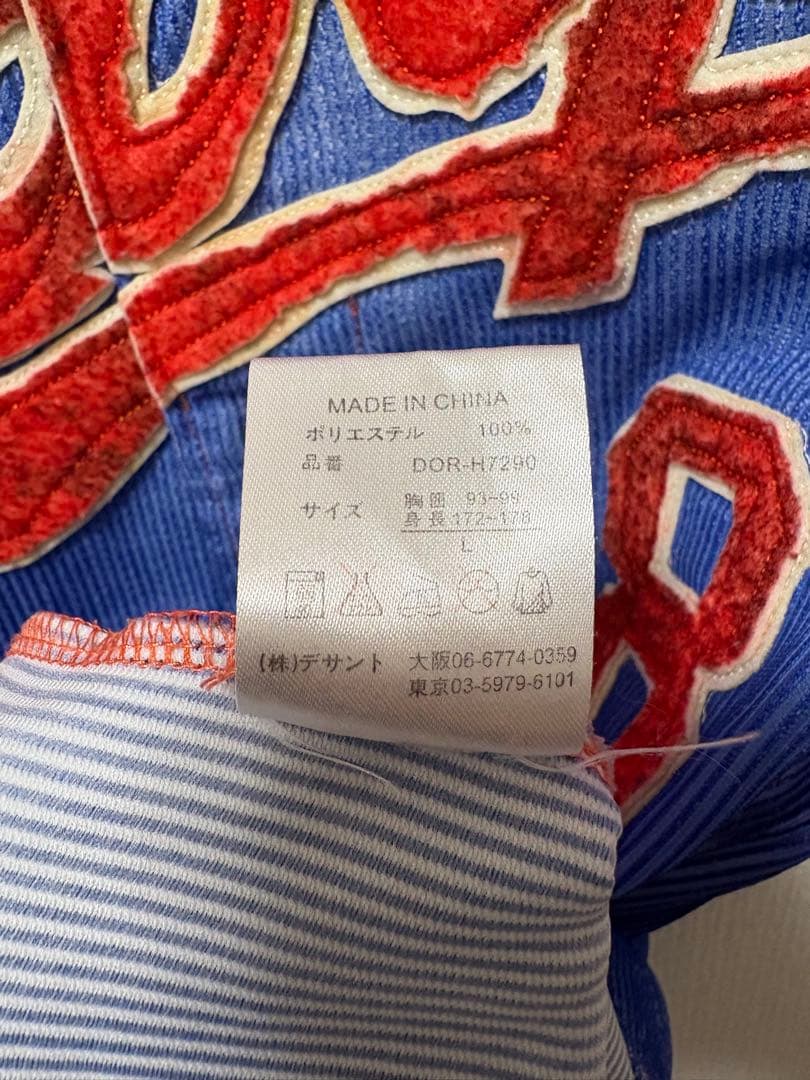 MADE IN CHINA
ポリエステル 100%
品番 DOR-H7290
サイズ 胸囲 93~99
身長 172~178
L
(株)デサント 大阪06-6774-0359
東京03-5979-6101
8